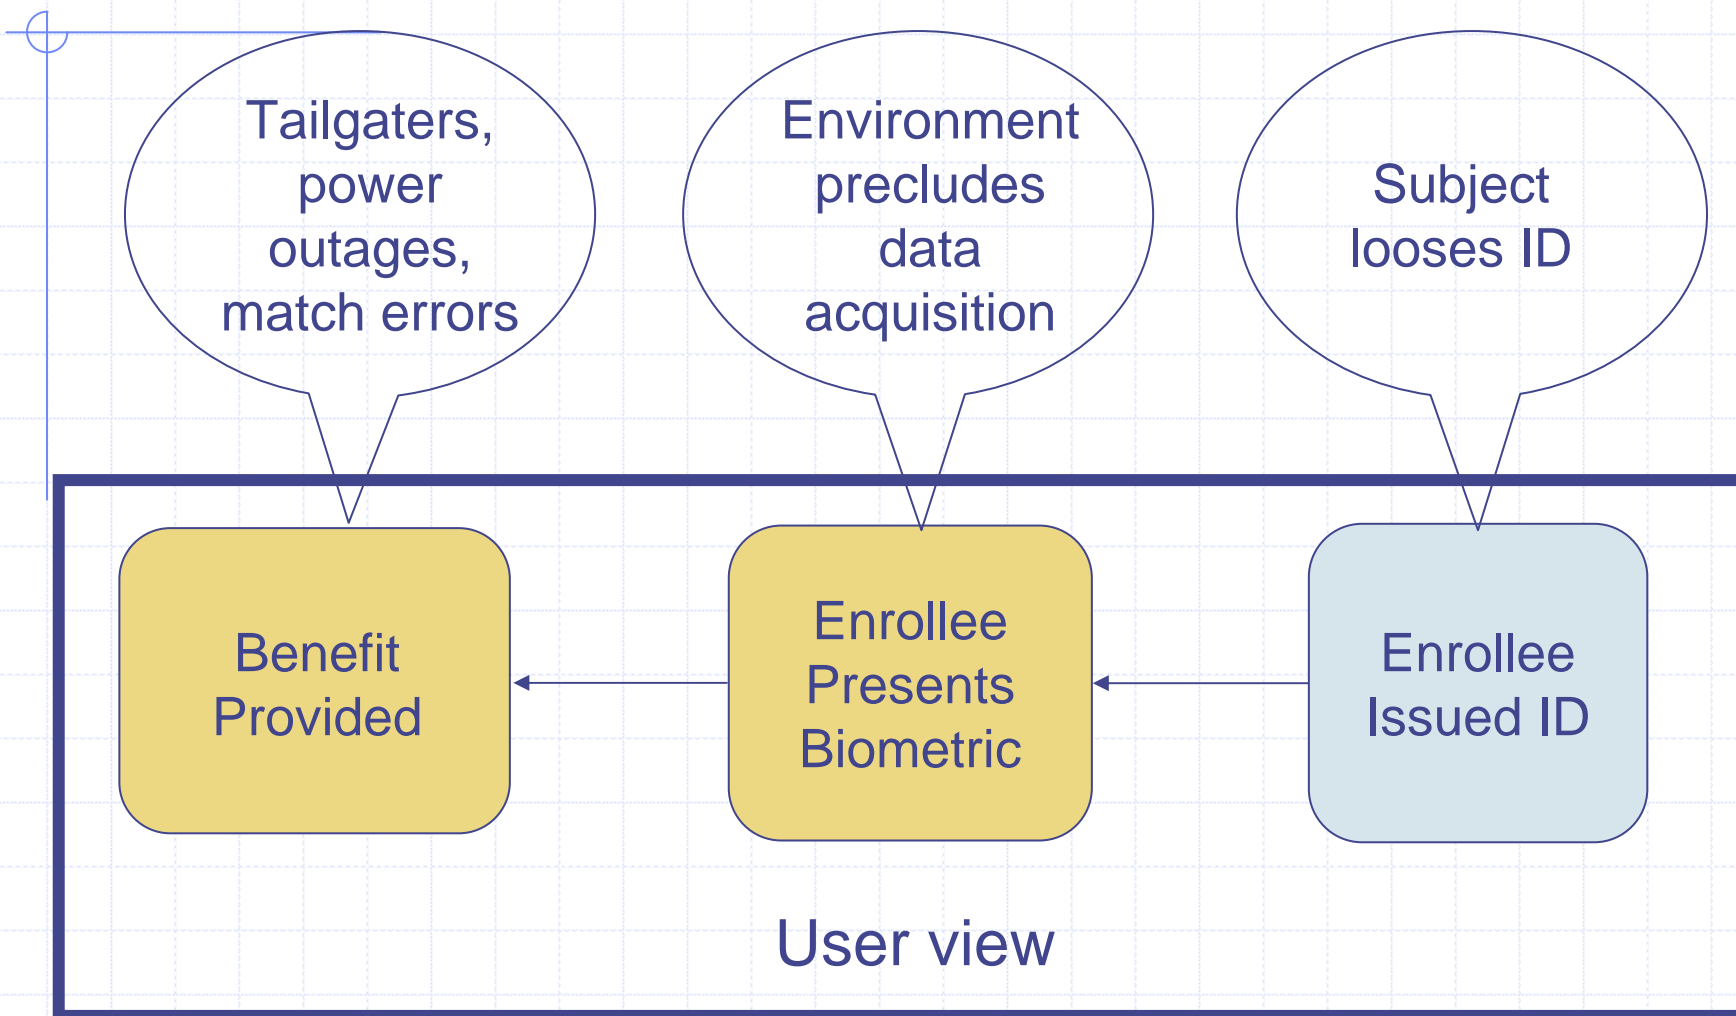 Tailgaters,
power
outages,
match errors
Environment
precludes
data
acquisition
Subject
looses ID
Benefit
Provided
Enrollee
Presents
Biometric
Enrollee
Issued ID
User view